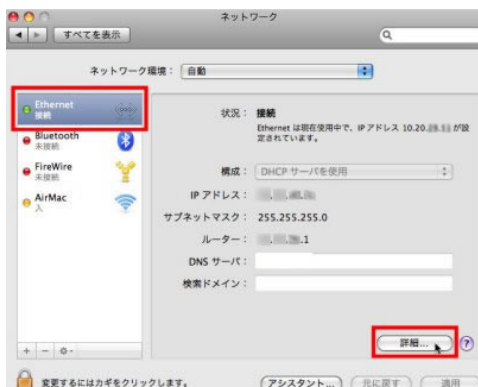 ネットワーク
すべてを表示
ネットワーク環境： 自動
Ethernet
接続
Bluetooth
未接続
FireWire
未接続
AirMac
入
状況： 接続
Ethernet は現在使用中で、IP アドレス 10.20. が設
定されています。
構成： DHCP サーバを使用
IP アドレス：
サブネットマスク： 255.255.255.0
ルーター： .1
DNS サーバ：
検索ドメイン：
詳細...
?
変更するにはカギをクリックします。
アシスタント...
元に戻す
適用